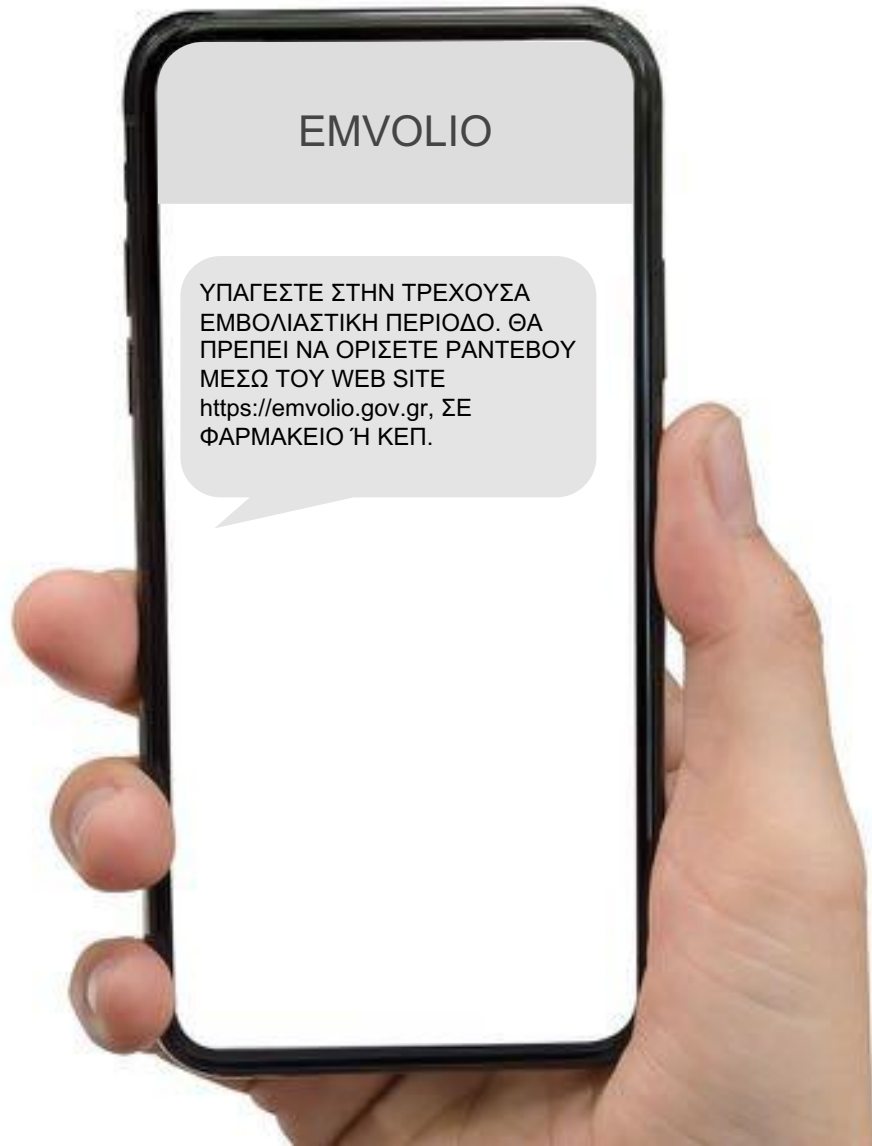 EMVOLIO
ΥΠΑΓΕΣΤΕ ΣΤΗΝ ΤΡΕΧΟΥΣΑ
ΕΜΒΟΛΙΑΣΤΙΚΗ ΠΕΡΙΟΔΟ. ΘΑ
ΠΡΕΠΕΙ ΝΑ ΟΡΙΣΕΤΕ ΡΑΝΤΕΒΟΥ
ΜΕΣΩ ΤΟΥ WEB SITE
https://emvolio.gov.gr, ΣΕ
ΦΑΡΜΑΚΕΙΟ Ή ΚΕΠ.